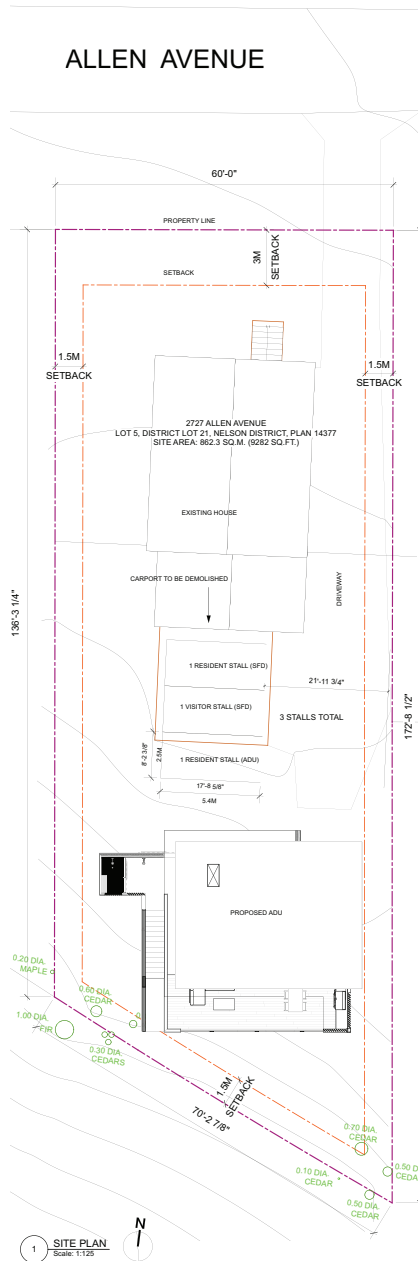 ALLEN AVENUE
60'-0"
PROPERTY LINE
3M
SETBACK
SETBACK
1.5M
SETBACK
1.5M
SETBACK
2727 ALLEN AVENUE
LOT 5, DISTRICT LOT 21, NELSON DISTRICT, PLAN 14377
SITE AREA: 862.3 SQ.M. (9282 SQ.FT.)
EXISTING HOUSE
CARPORT TO BE DEMOLISHED
DRIVEWAY
136'-3 1/4"
172'-8 1/2"
1 RESIDENT STALL (SFD)
21'-11 3/4"
1 VISITOR STALL (SFD)
3 STALLS TOTAL
8'-2 3/8"
2.5M
1 RESIDENT STALL (ADU)
17'-8 5/8"
5.4M
PROPOSED ADU
0.20 DIA.
MAPLE
0.60 DIA.
CEDAR
1.00 DIA.
FIR
0.30 DIA.
CEDARS
1.5M
SETBACK
70'-2 7/8"
0.70 DIA.
CEDAR
0.10 DIA.
CEDAR
0.50 D
CEDA
0.50 DIA.
CEDAR
N
1
SITE PLAN
Scale: 1:125